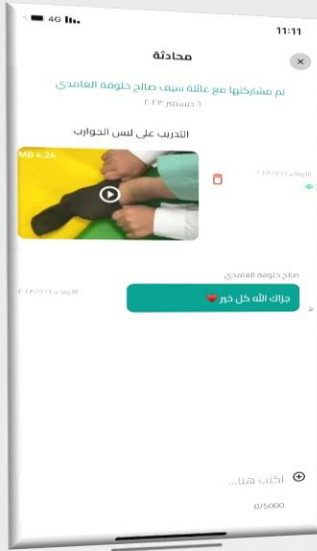 11:11
4G
محادثة
تم مشاركتها مع عائلة سيف صالح خلوفة الغامدي
٦ ديسمبر ٢٠٢٣
التدريب على لبس الجوارب
MB 4.24
صالح خلوفة الغامدي
جزاك الله كل خير ❤️
اكتب هنا...
0/5000